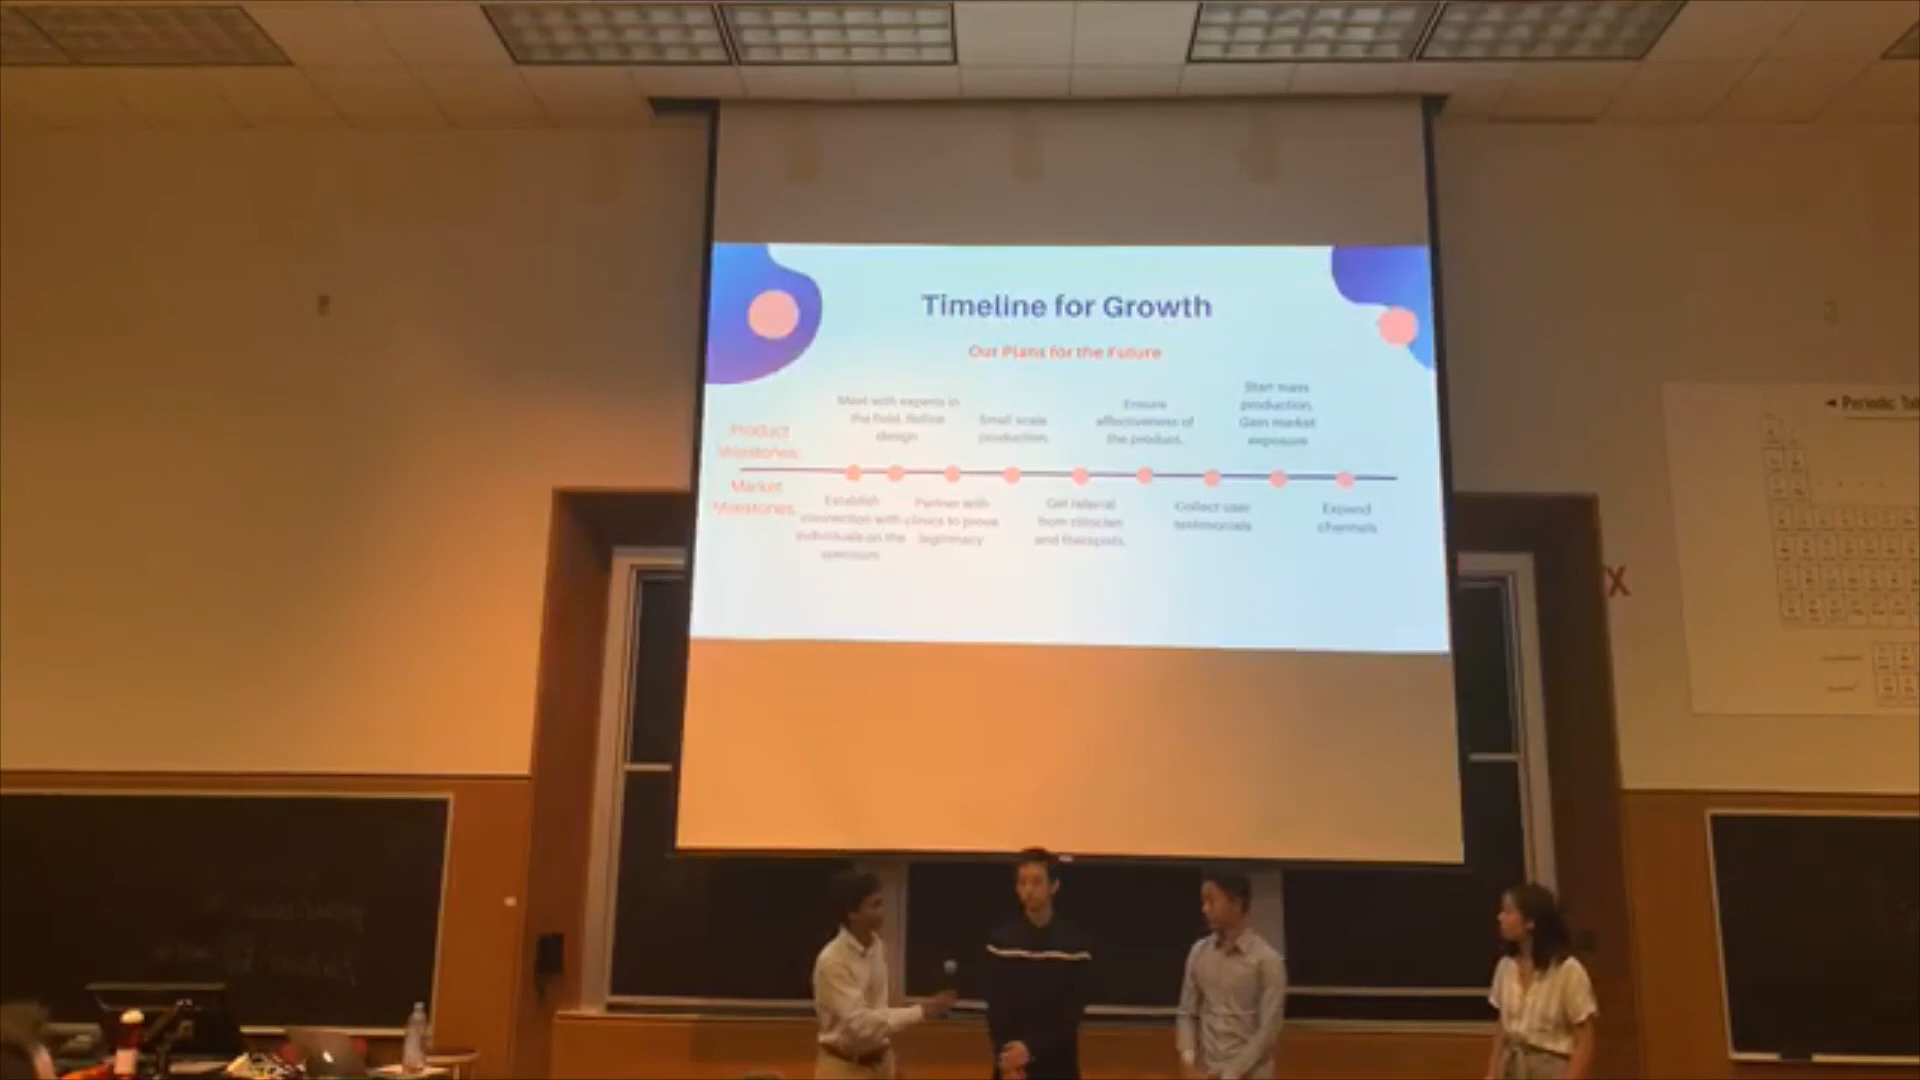 Timeline for Growth
Our Plans for the Future
Product
Milestones
Meet with experts in
the field. Refine
design
Small scale
production
Ensure
effectiveness of
the product.
Start mass
production.
Gain market
exposure
Market
Milestones
Establish
connection with
individuals on the
spectrum
Partner with
clinics to prove
legitimacy
Get referral
from clinician
and therapists.
Collect user
testimonials
Expand
channels
Periodic
X